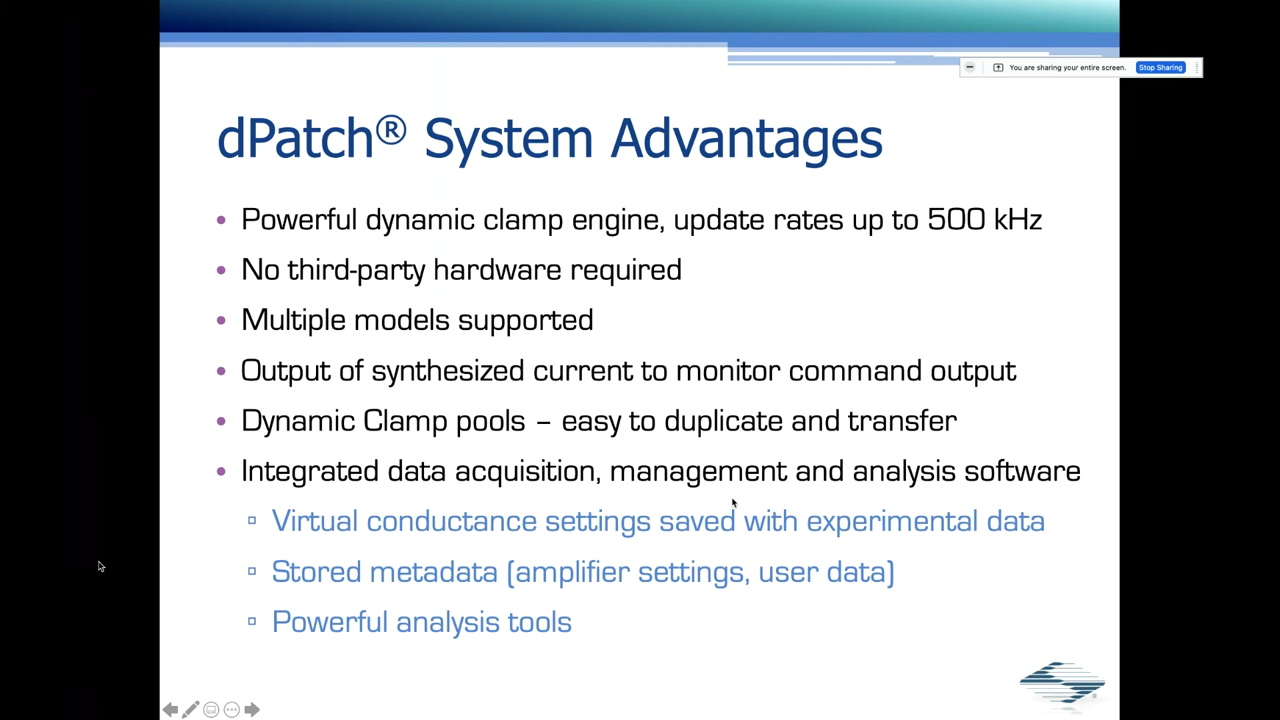 You are sharing your entire screen. Stop Sharing
dPatch® System Advantages
• Powerful dynamic clamp engine, update rates up to 500 kHz
• No third-party hardware required
• Multiple models supported
• Output of synthesized current to monitor command output
• Dynamic Clamp pools – easy to duplicate and transfer
• Integrated data acquisition, management and analysis software
▫ Virtual conductance settings saved with experimental data
▫ Stored metadata (amplifier settings, user data)
▫ Powerful analysis tools
®